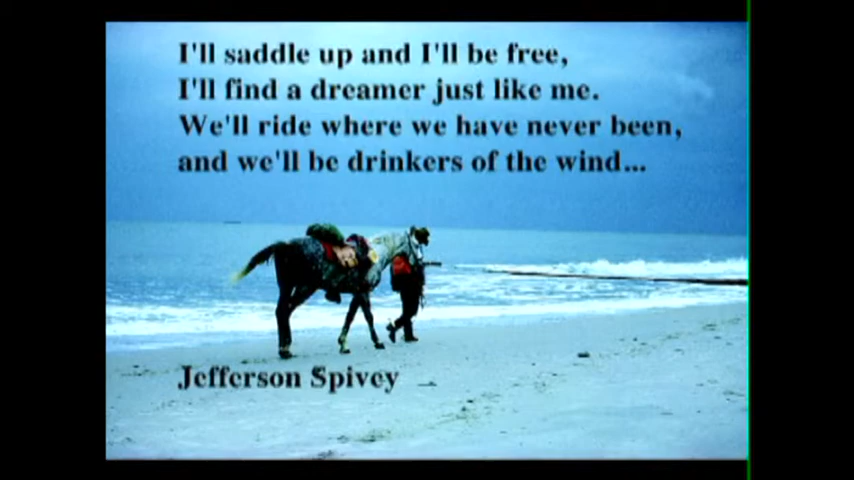 I'll saddle up and I'll be free,
I'll find a dreamer just like me.
We'll ride where we have never been,
and we'll be drinkers of the wind...
Jefferson Spivey